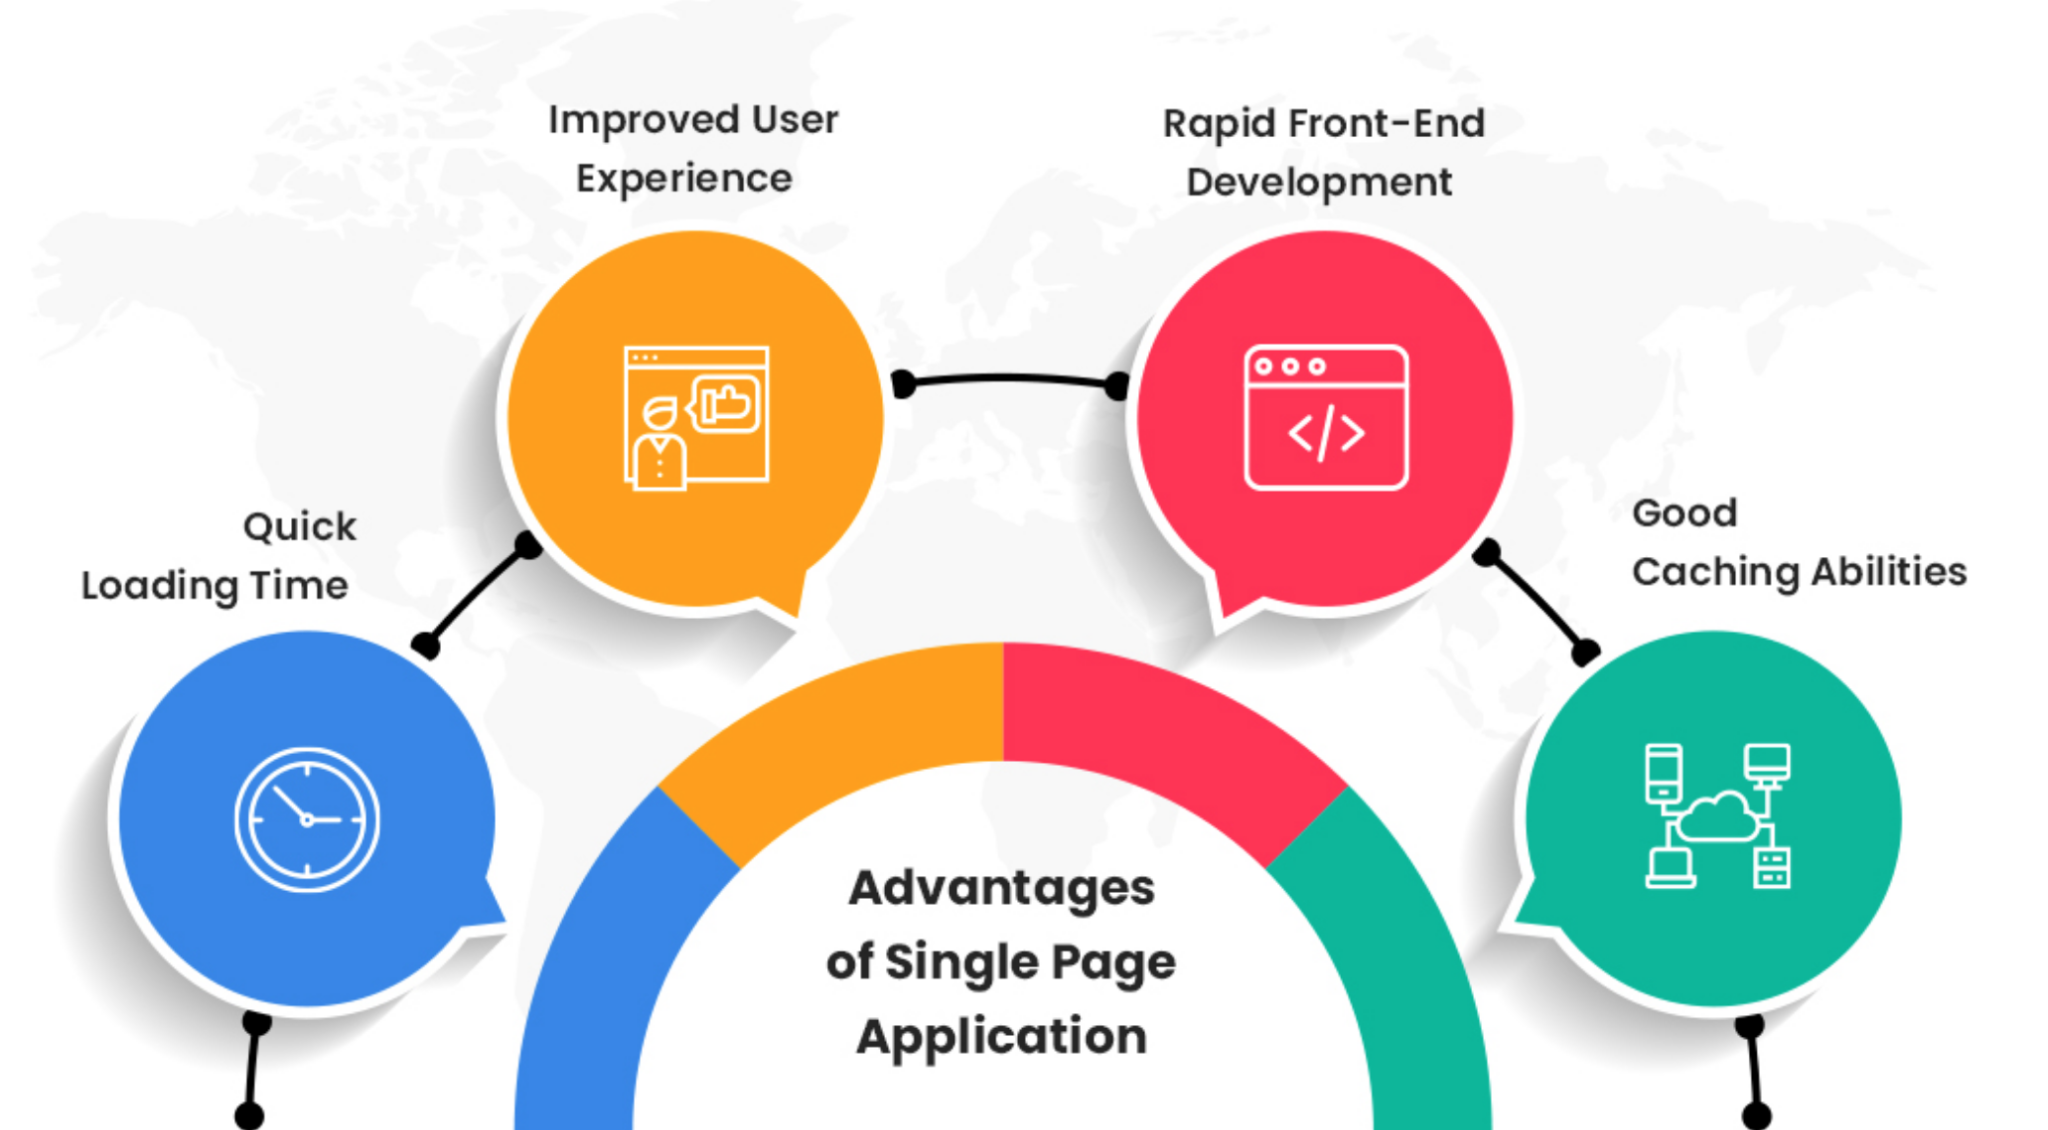 Improved User
Experience
Rapid Front-End
Development
Quick
Loading Time
Good
Caching Abilities
</>
Advantages
of Single Page
Application